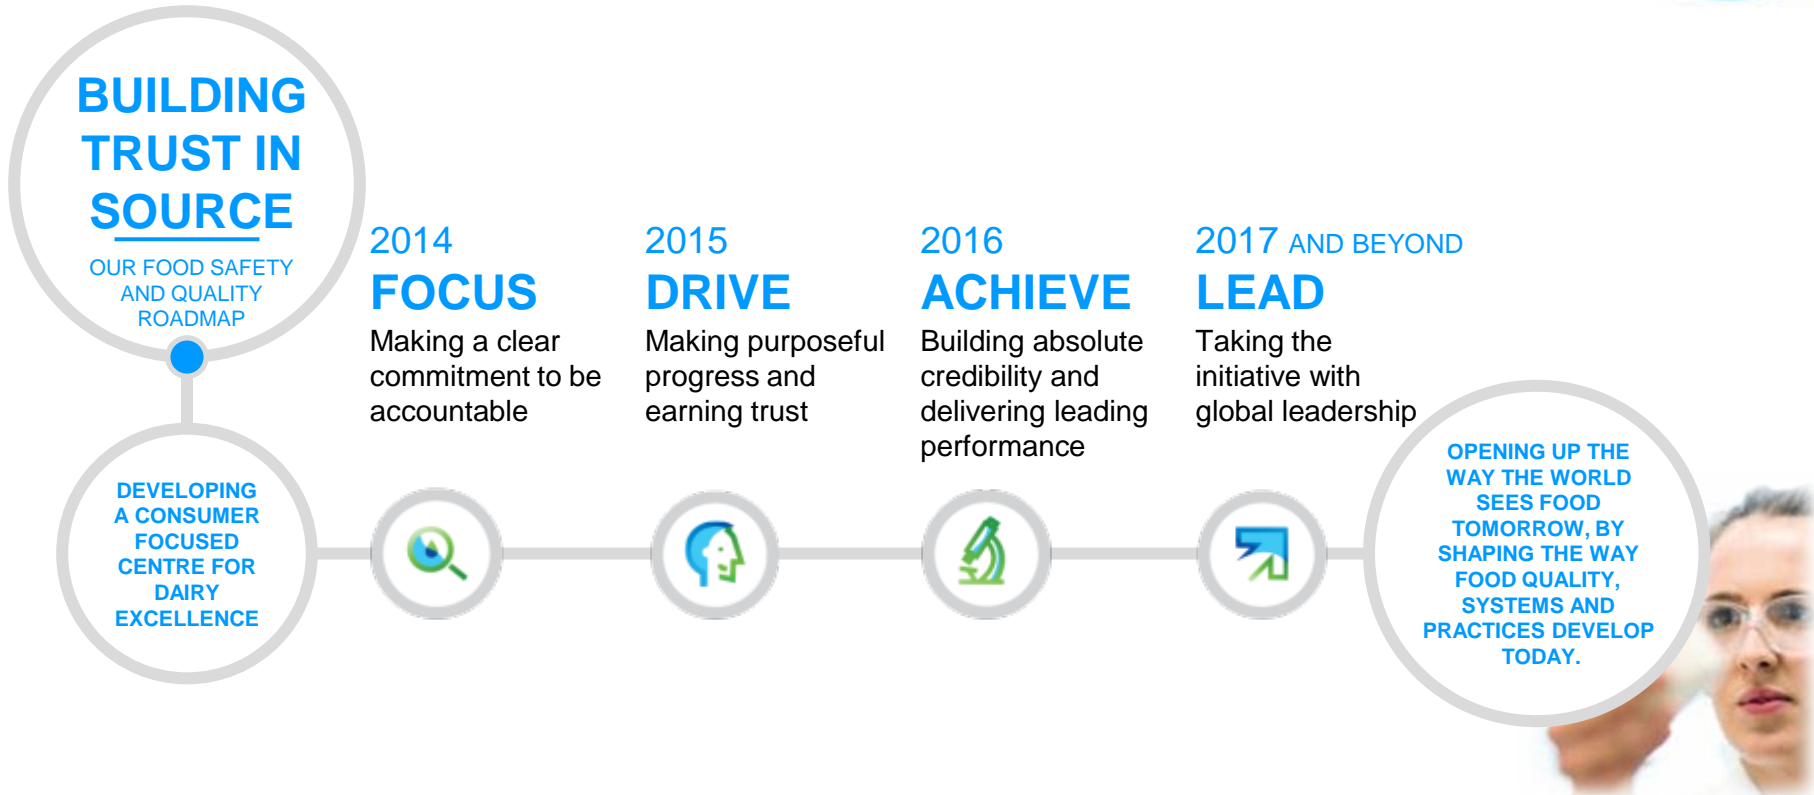 BUILDING
TRUST IN
SOURCE
OUR FOOD SAFETY
AND QUALITY
ROADMAP
DEVELOPING
A CONSUMER
FOCUSED
CENTRE FOR
DAIRY
EXCELLENCE
2014
FOCUS
Making a clear
commitment to be
accountable
2015
DRIVE
Making purposeful
progress and
earning trust
2016
ACHIEVE
Building absolute
credibility and
delivering leading
performance
2017 AND BEYOND
LEAD
Taking the
initiative with
global leadership
OPENING UP THE
WAY THE WORLD
SEES FOOD
TOMORROW, BY
SHAPING THE WAY
FOOD QUALITY,
SYSTEMS AND
PRACTICES DEVELOP
TODAY.